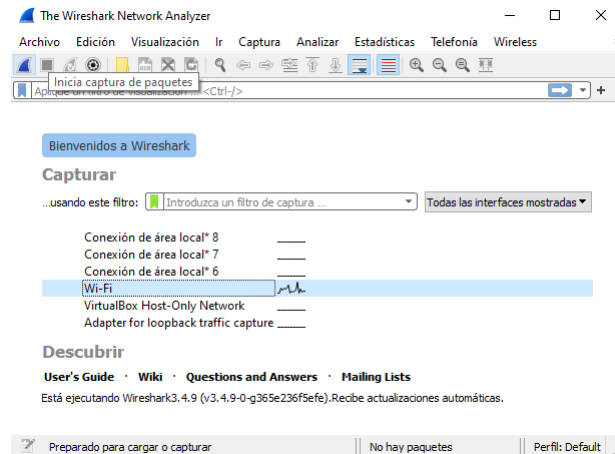 The Wireshark Network Analyzer
Archivo Edición Visualización Ir Captura Analizar Estadísticas Telefonía Wireless
Inicia captura de paquetes
<Ctrl-/>
Bienvenidos a Wireshark
Capturar
...usando este filtro: Introduzca un filtro de captura ... Todas las interfaces mostradas
Conexión de área local* 8
Conexión de área local* 7
Conexión de área local* 6
Wi-Fi
VirtualBox Host-Only Network
Adapter for loopback traffic capture
Descubrir
User's Guide · Wiki · Questions and Answers · Mailing Lists
Está ejecutando Wireshark3.4.9 (v3.4.9-0-g365e236f5efe).Recibe actualizaciones automáticas.
Preparado para cargar o capturar No hay paquetes Perfil: Default